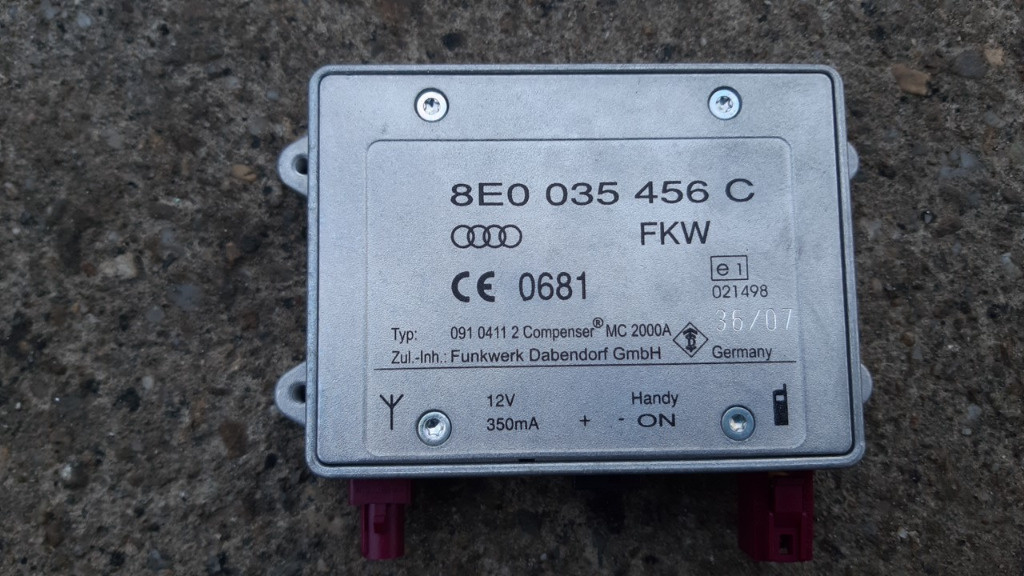 8E0 035 456 C
FKW
CE 0681
e 1
021498
36/07
Typ: 091 0411 2 Compenser® MC 2000A
Zul.-Inh.: Funkwerk Dabendorf GmbH Germany
12V Handy
350mA + - ON